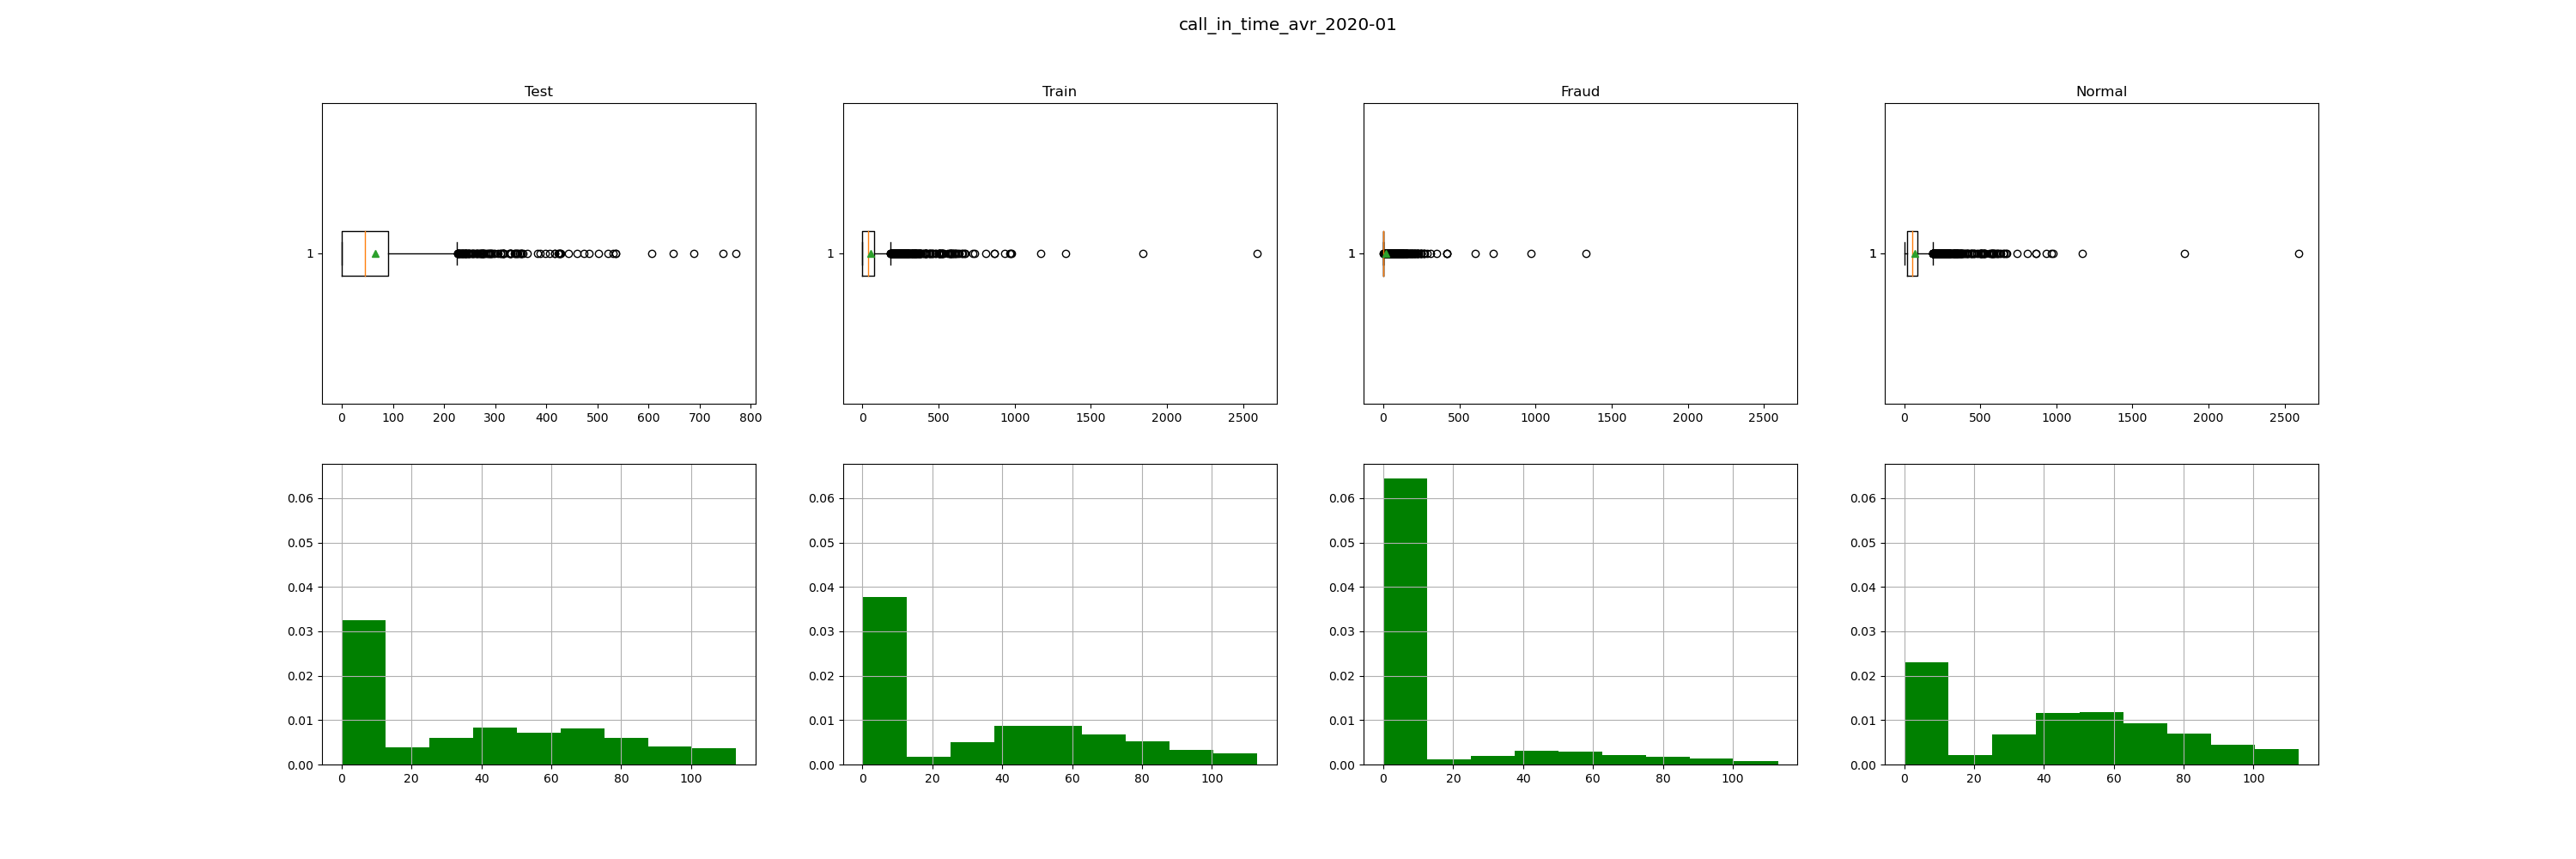 call_in_time_avr_2020-01
Test Train Fraud Normal
1 1 1 1
0 100 200 300 400 500 600 700 800 0 500 1000 1500 2000 2500 0 500 1000 1500 2000 2500 0 500 1000 1500 2000 2500
0.06 0.06 0.06 0.06
0.05 0.05 0.05 0.05
0.04 0.04 0.04 0.04
0.03 0.03 0.03 0.03
0.02 0.02 0.02 0.02
0.01 0.01 0.01 0.01
0.00 0.00 0.00 0.00
0 20 40 60 80 100 0 20 40 60 80 100 0 20 40 60 80 100 0 20 40 60 80 100